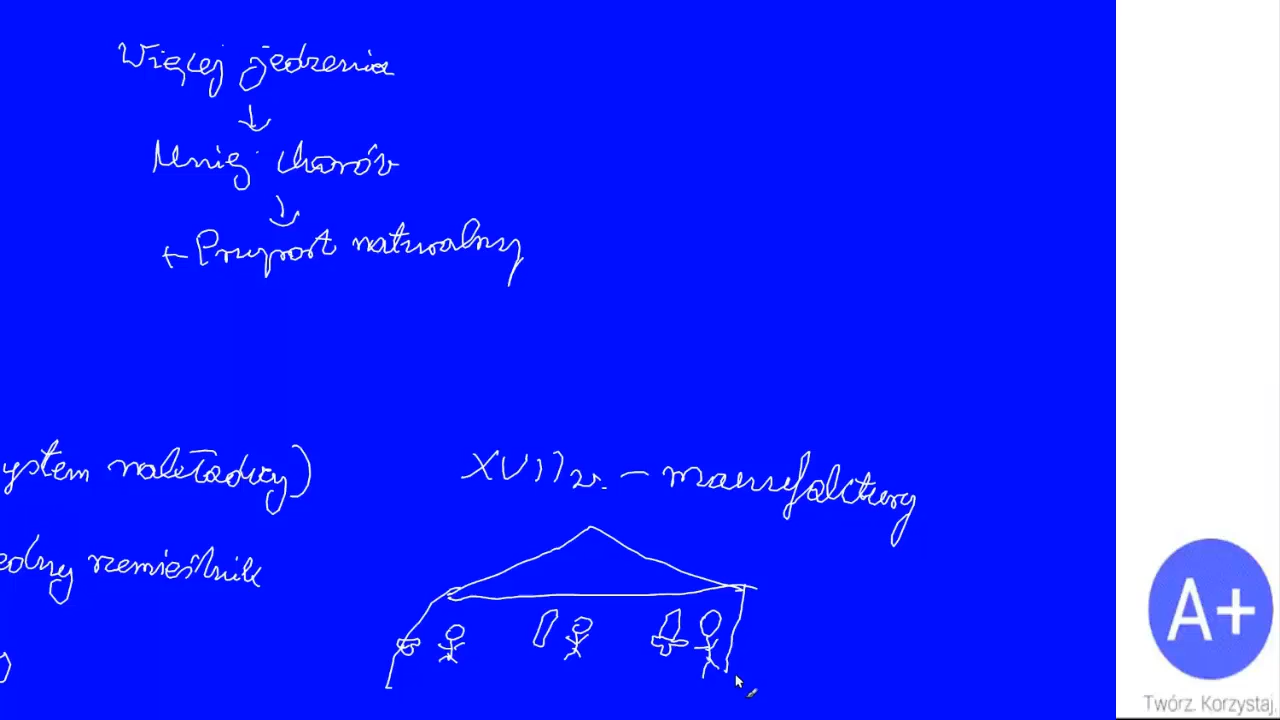 Więcej jedzenia
↓
Mniej chorób
↓
+ Przyrost naturalny
ystem nakładczy)
XVIII w. - manufaktury
edny rzemieślnik
A+
Twórz. Korzystaj.